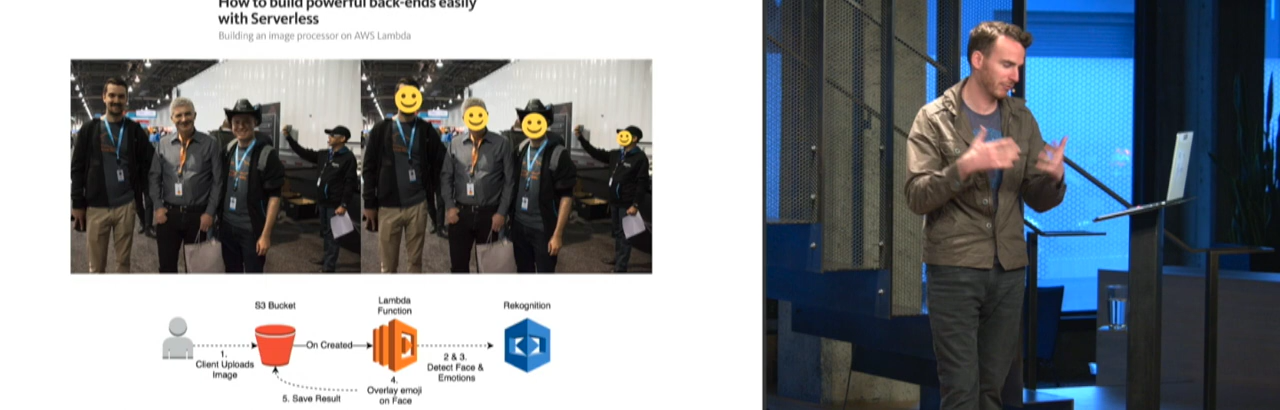 How to build powerful back-ends easily
with Serverless
Building an image processor on AWS Lambda
S3 Bucket
Lambda
Function
Rekognition
On Created
1.
Client Uploads
Image
2 & 3.
Detect Face &
Emotions
4.
Overlay emoji
on Face
5. Save Result